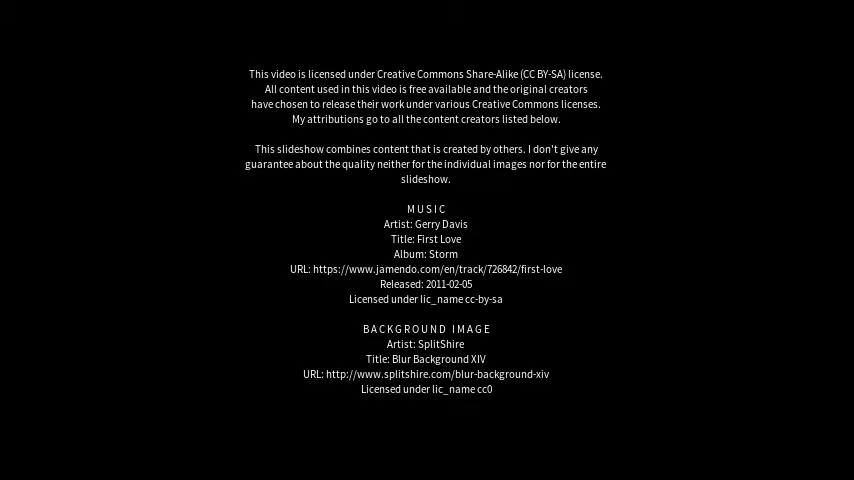 This video is licensed under Creative Commons Share-Alike (CC BY-SA) license.
All content used in this video is free available and the original creators
have chosen to release their work under various Creative Commons licenses.
My attributions go to all the content creators listed below.
This slideshow combines content that is created by others. I don't give any
guarantee about the quality neither for the individual images nor for the entire
slideshow.
MUSIC
Artist: Gerry Davis
Title: First Love
Album: Storm
URL: https://www.jamendo.com/en/track/726842/first-love
Released: 2011-02-05
Licensed under lic_name cc-by-sa
BACKGROUND IMAGE
Artist: SplitShire
Title: Blur Background XIV
URL: http://www.splitshire.com/blur-background-xiv
Licensed under lic_name cc0